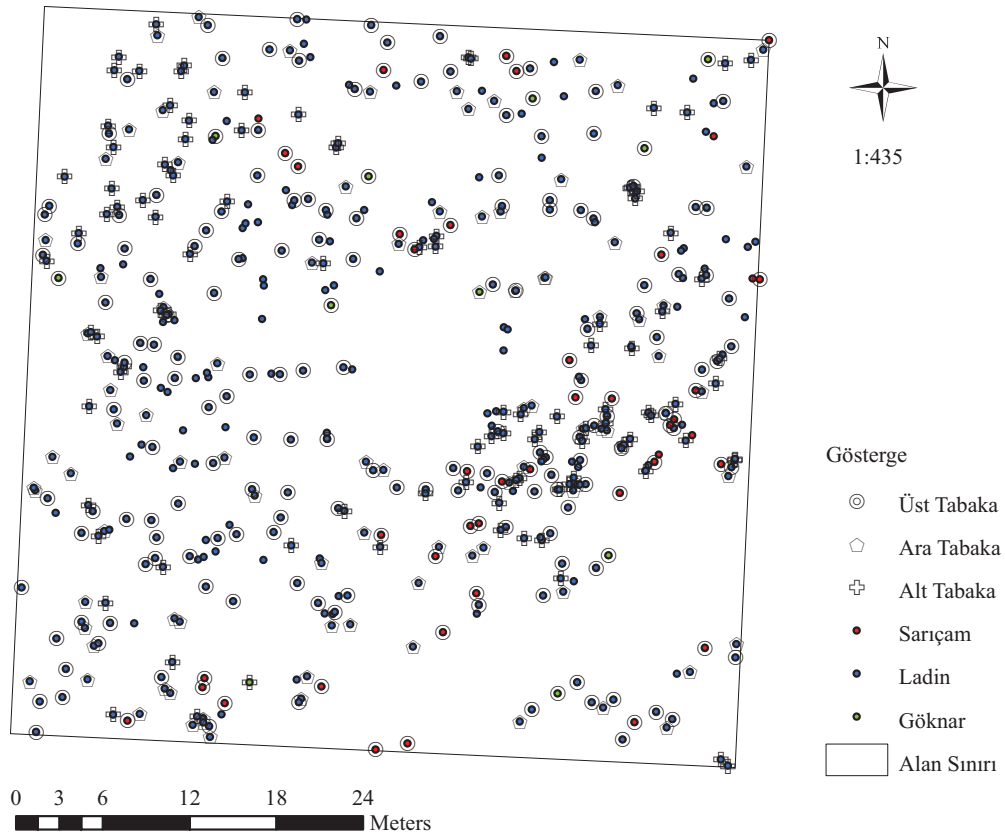 N
1:435
Gösterge
Üst Tabaka
Ara Tabaka
Alt Tabaka
Sarıçam
Ladin
Göknar
Alan Sınırı
0 3 6 12 18 24
Meters